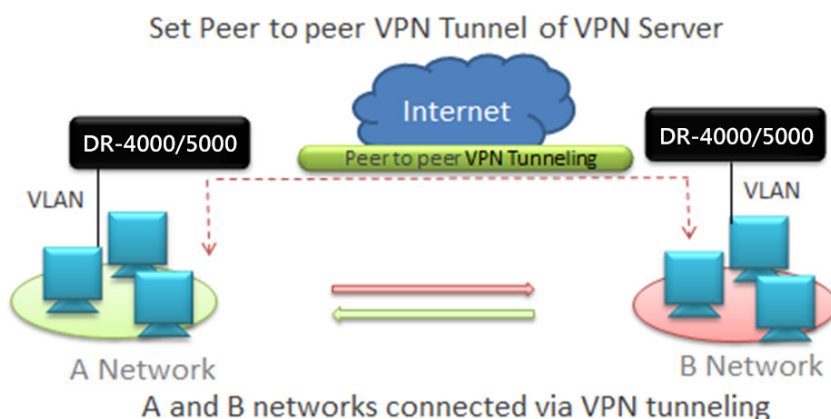 Set Peer to peer VPN Tunnel of VPN Server
Internet
DR-4000/5000
DR-4000/5000
Peer to peer VPN Tunneling
VLAN
VLAN
A Network
B Network
A and B networks connected via VPN tunneling